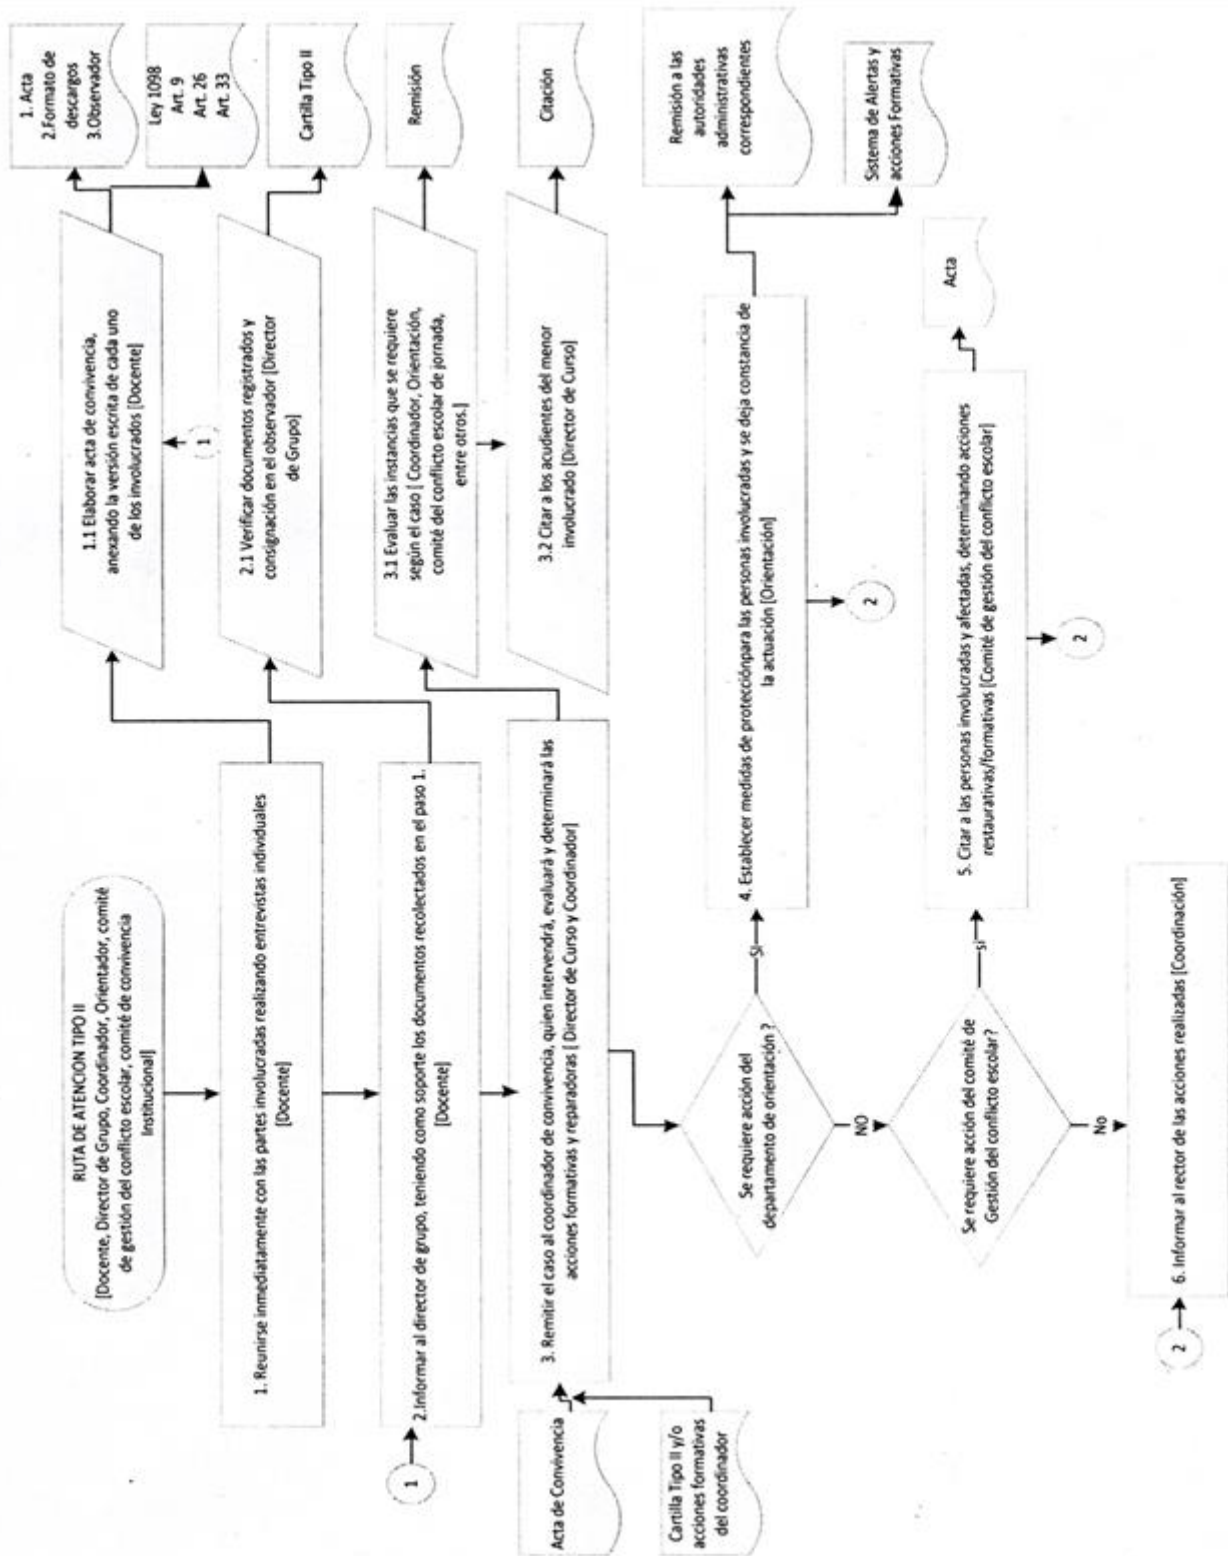 RUTA DE ATENCION TIPO II
[Docente, Director de Grupo, Coordinador, Orientador, comité
de gestión del conflicto escolar, comité de convivencia
Institucional]
1. Reunirse inmediatamente con las partes involucradas realizando entrevistas individuales
[Docente]
1.1 Elaborar acta de convivencia,
anexando la versión escrita de cada uno
de los involucrados [Docente]
1. Acta
2.Formato de
descargos
3.Observador
Ley 1098
Art. 9
Art. 26
Art. 33
1
1
2.Informar al director de grupo, teniendo como soporte los documentos recolectados en el paso 1.
[Docente]
2.1 Verificar documentos registrados y
consignación en el observador [Director
de Grupo]
Cartilla Tipo II
Acta de Convivencia
Cartilla Tipo II y/o
acciones formativas
del coordinador
3. Remitir el caso al coordinador de convivencia, quien intervendrá, evaluará y determinará las
acciones formativas y reparadoras [ Director de Curso y Coordinador]
3.1 Evaluar las instancias que se requiere
según el caso [ Coordinador, Orientación,
comité del conflicto escolar de jornada,
entre otros.]
Remisión
3.2 Citar a los acudientes del menor
involucrado [Director de Curso]
Citación
Se requiere acción del
departamento de orientación ?
Si
4. Establecer medidas de protecciónpara las personas involucradas y se deja constancia de
la actuación [Orientación]
Remisión a las
autoridades
administrativas
correspondientes
Sistema de Alertas y
acciones Formativas
2
NO
Se requiere acción del comité de
Gestión del conflicto escolar?
si
5. Citar a las personas involucradas y afectadas, determinando acciones
restaurativas/formativas [Comité de gestión del conflicto escolar]
Acta
2
No
2
6. Informar al rector de las acciones realizadas [Coordinación]